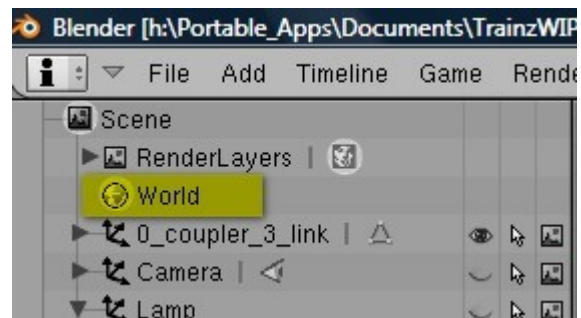 Blender [h:\Portable_Apps\Documents\TrainzWIP
File Add Timeline Game Rende
Scene
RenderLayers |
World
0_coupler_3_link |
Camera |
Lamp